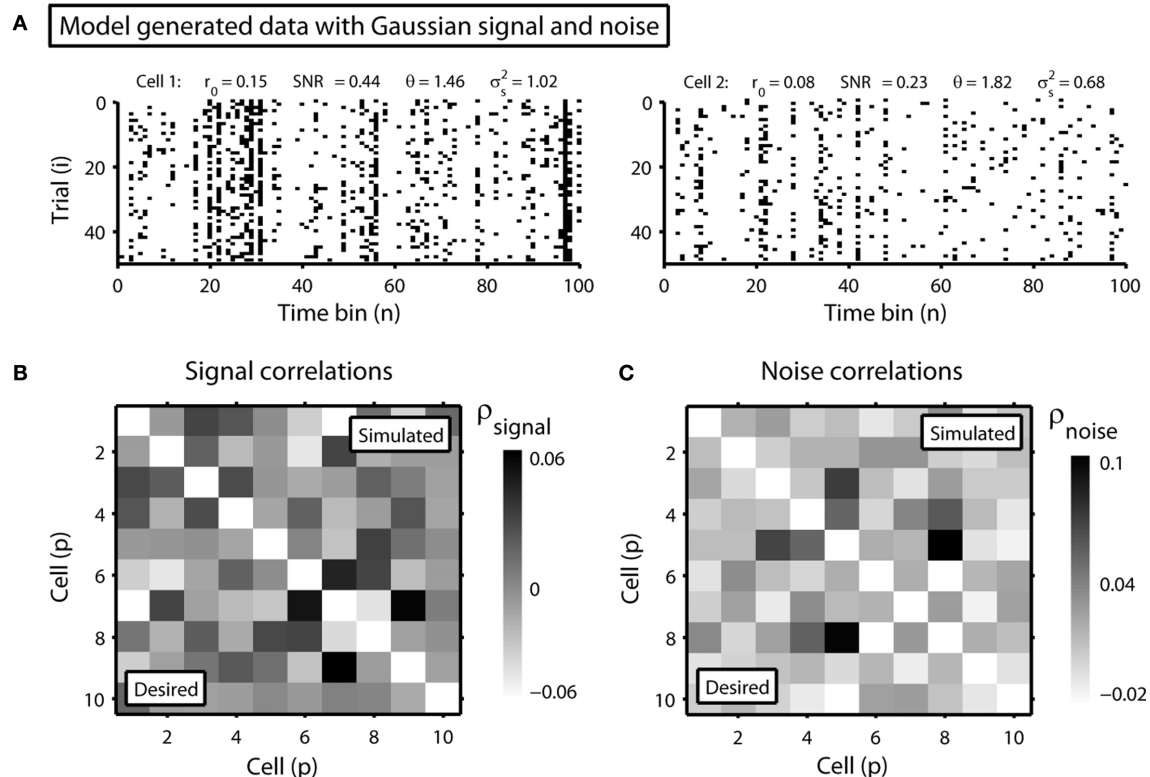 A
Model generated data with Gaussian signal and noise
Cell 1: r0 = 0.15 SNR = 0.44 θ = 1.46 σs² = 1.02
Cell 2: r0 = 0.08 SNR = 0.23 θ = 1.82 σs² = 0.68
Trial (i)
0
20
40
0 20 40 60 80 100
Time bin (n)
0
20
40
0 20 40 60 80 100
Time bin (n)
B
Signal correlations
Simulated
Desired
Cell (p)
2
4
6
8
10
2 4 6 8 10
Cell (p)
ρsignal
0.06
0
−0.06
C
Noise correlations
Simulated
Desired
Cell (p)
2
4
6
8
10
2 4 6 8 10
Cell (p)
ρnoise
0.1
0.04
−0.02